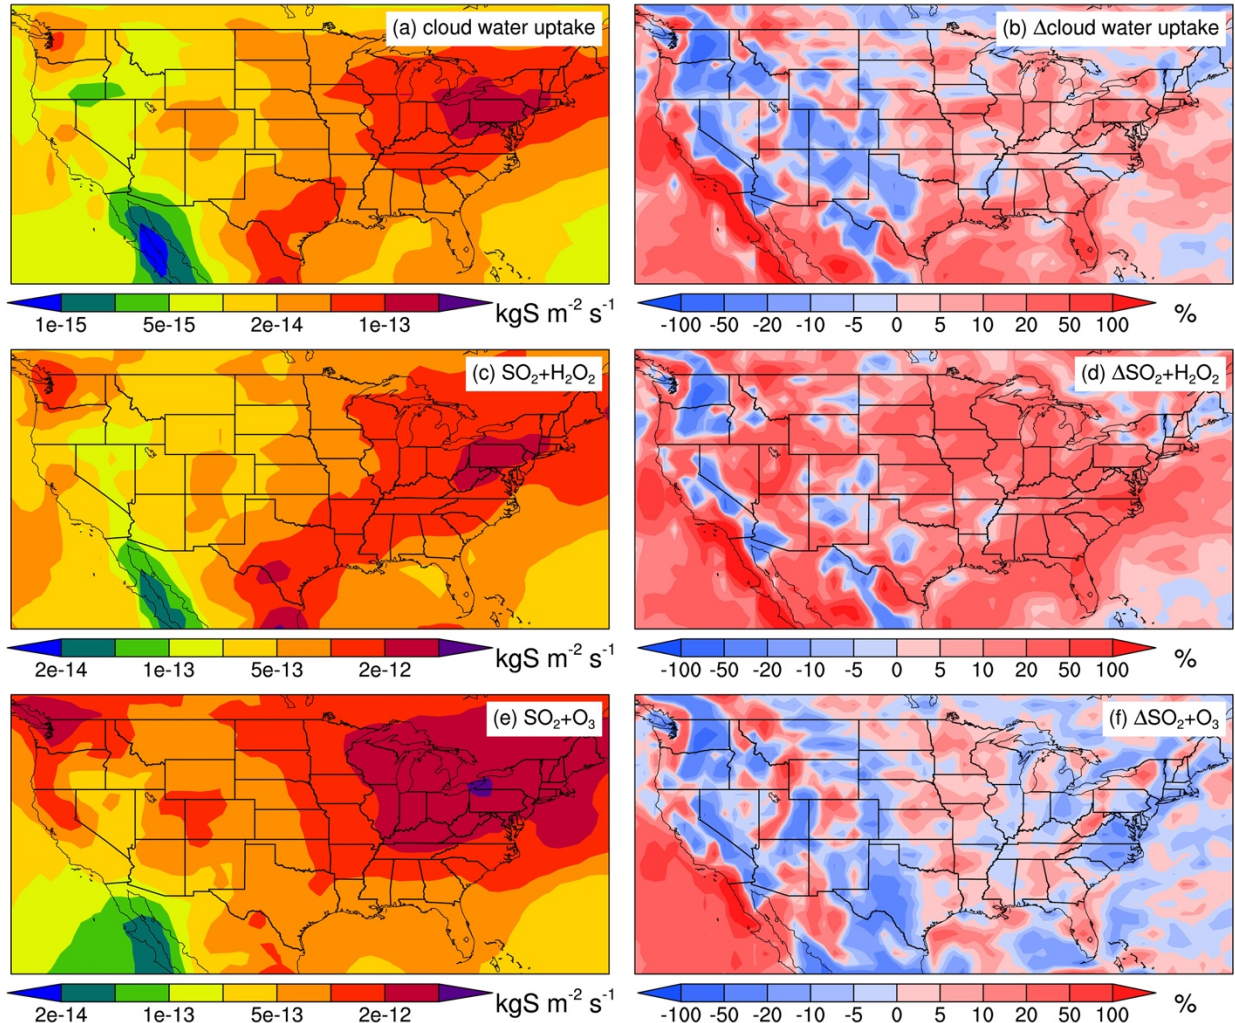 (a) cloud water uptake
(b) Δcloud water uptake
1e-15 5e-15 2e-14 1e-13 kgS m⁻² s⁻¹
-100 -50 -20 -10 -5 0 5 10 20 50 100 %
(c) SO₂+H₂O₂
(d) ΔSO₂+H₂O₂
2e-14 1e-13 5e-13 2e-12 kgS m⁻² s⁻¹
-100 -50 -20 -10 -5 0 5 10 20 50 100 %
(e) SO₂+O₃
(f) ΔSO₂+O₃
2e-14 1e-13 5e-13 2e-12 kgS m⁻² s⁻¹
-100 -50 -20 -10 -5 0 5 10 20 50 100 %